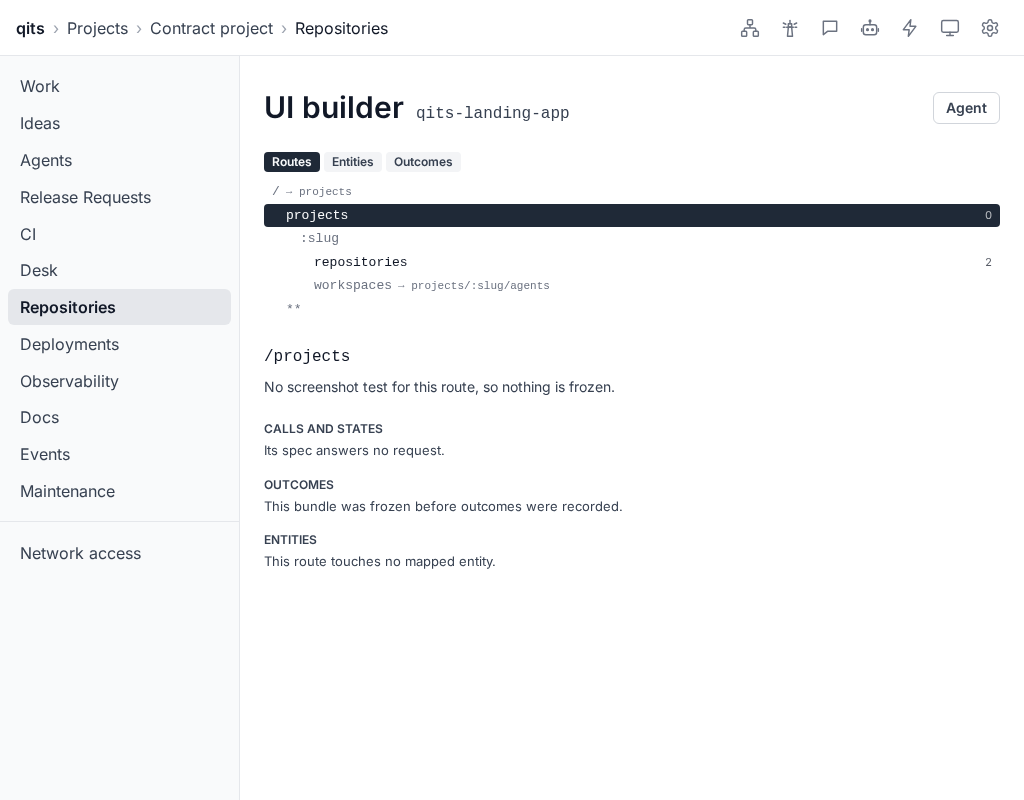 qits › Projects › Contract project › Repositories
Work
Ideas
Agents
Release Requests
CI
Desk
Repositories
Deployments
Observability
Docs
Events
Maintenance
Network access
UI builder qits-landing-app
Agent
Routes Entities Outcomes
/ → projects
projects 0
:slug
repositories 2
workspaces → projects/:slug/agents
**
/projects
No screenshot test for this route, so nothing is frozen.
CALLS AND STATES
Its spec answers no request.
OUTCOMES
This bundle was frozen before outcomes were recorded.
ENTITIES
This route touches no mapped entity.